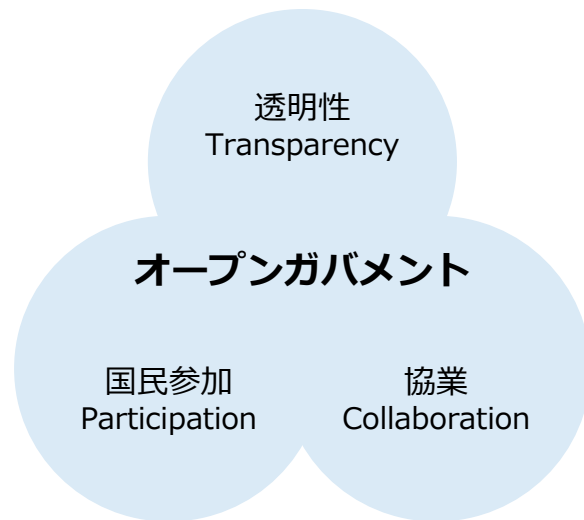 透明性
Transparency
オープンガバメント
国民参加
Participation
協業
Collaboration